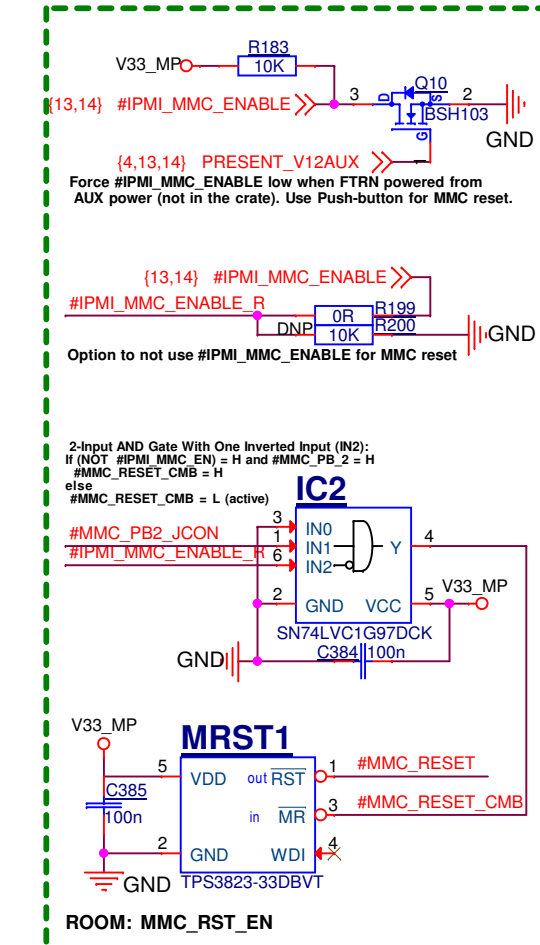 R183
V33_MP
10K
{13,14} #IPMI_MMC_ENABLE
3
D
Q10
S
2
BSH103
G
1
GND
{4,13,14} PRESENT_V12AUX
Force #IPMI_MMC_ENABLE low when FTRN powered from
AUX power (not in the crate). Use Push-button for MMC reset.
{13,14} #IPMI_MMC_ENABLE
#IPMI_MMC_ENABLE_R
0R
R199
DNP
10K
R200
GND
Option to not use #IPMI_MMC_ENABLE for MMC reset
2-Input AND Gate With One Inverted Input (IN2):
If (NOT #IPMI_MMC_EN) = H and #MMC_PB_2 = H
#MMC_RESET_CMB = H
else
#MMC_RESET_CMB = L (active)
IC2
3
IN0
#MMC_PB2_JCON
1
IN1
Y
4
#IPMI_MMC_ENABLE_R
6
IN2
V33_MP
2
GND
VCC
5
SN74LVC1G97DCK
GND
C384
100n
V33_MP
MRST1
5
VDD
out RST
1
#MMC_RESET
C385
100n
in
MR
3
#MMC_RESET_CMB
2
GND
WDI
4
GND
TPS3823-33DBVT
ROOM: MMC_RST_EN